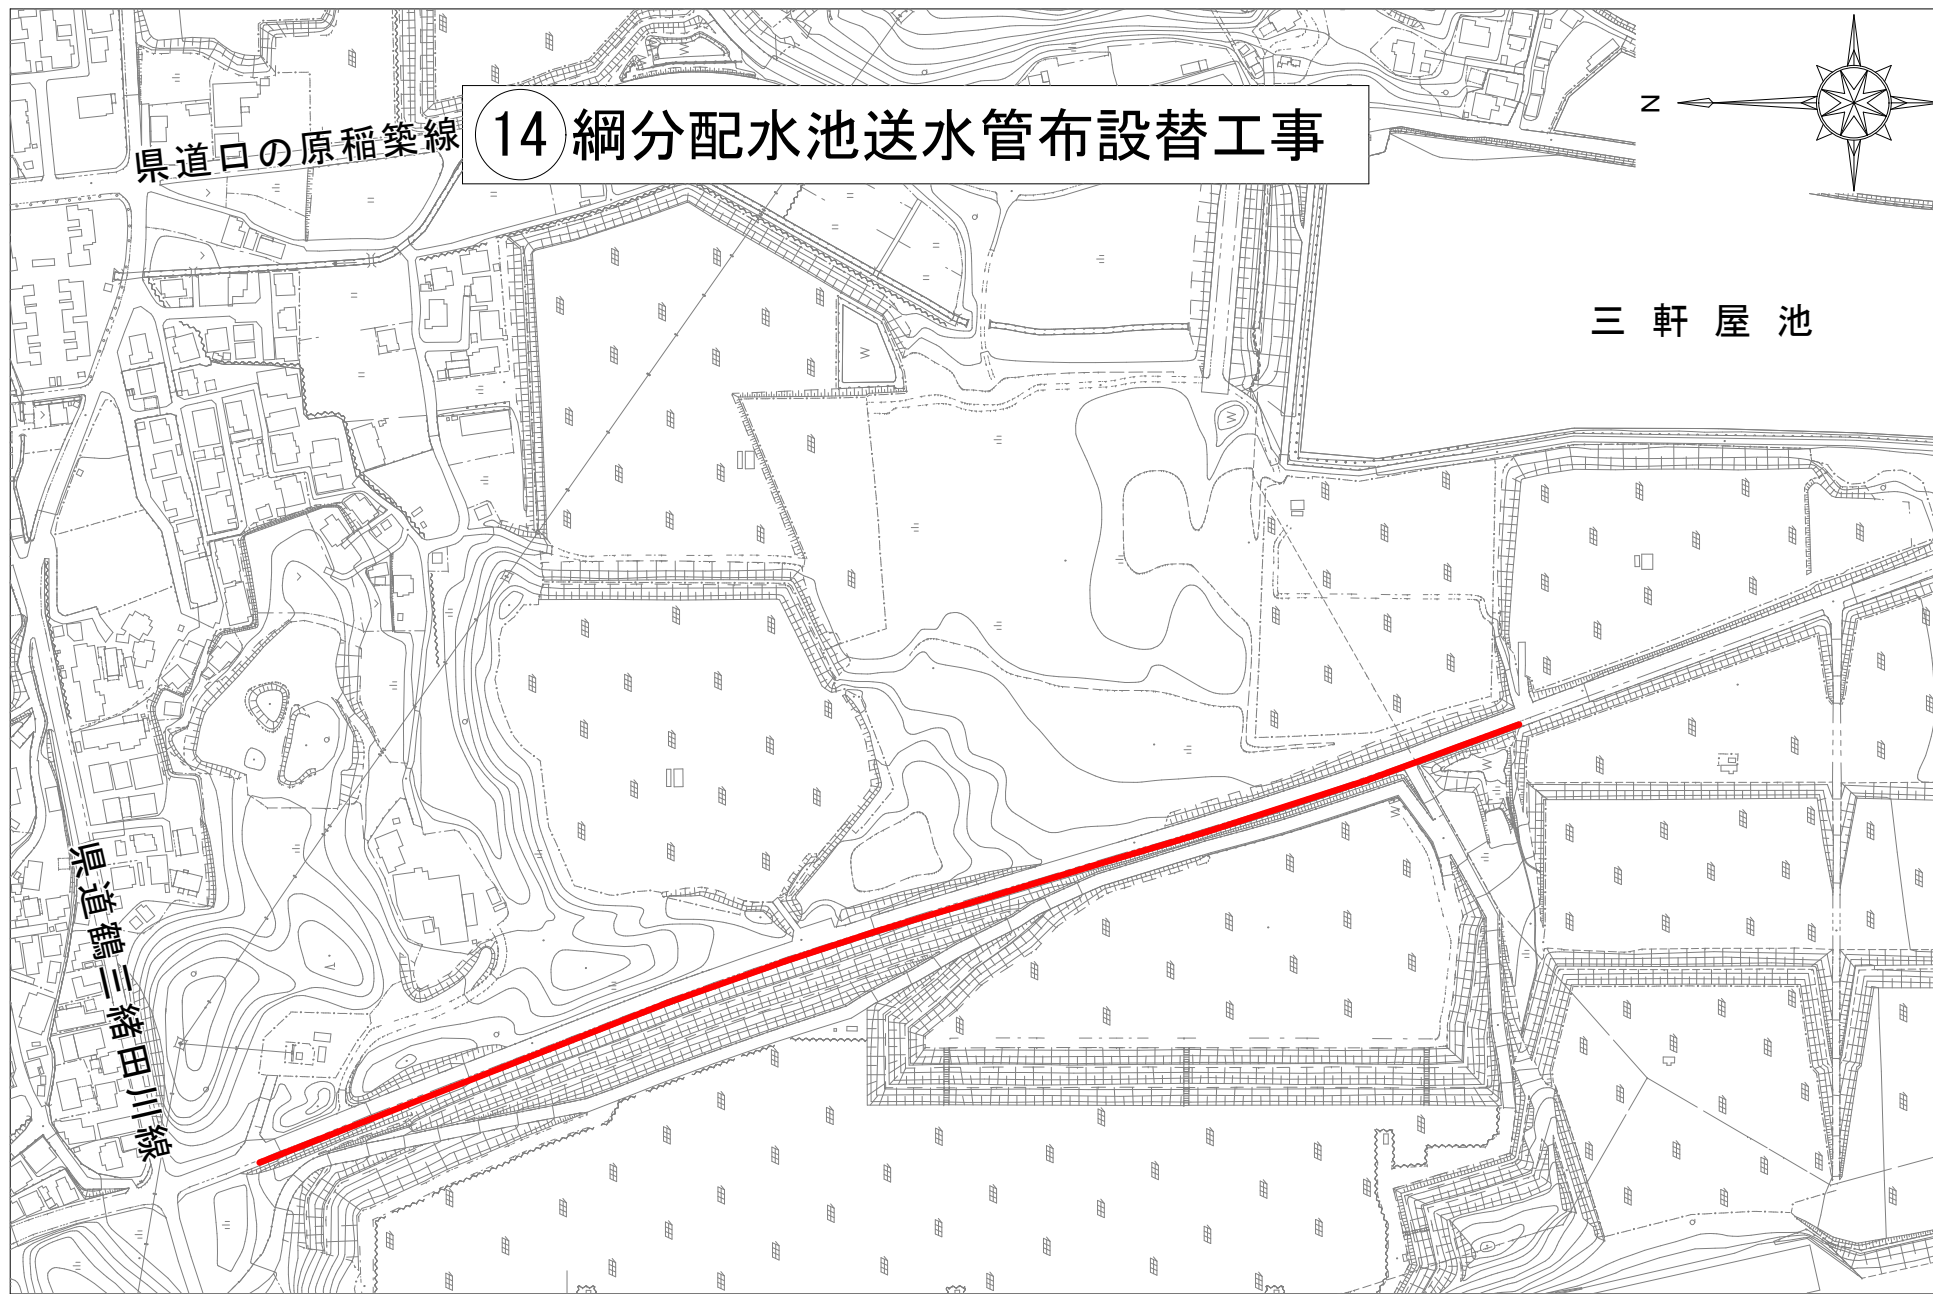 ⑭綱分配水池送水管布設替工事
県道口の原稲築線
N
三軒屋池
県道鶴三緒田川線